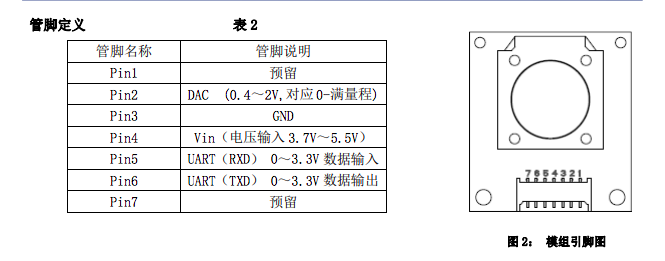 管脚定义 表 2
管脚名称 管脚说明
Pin1 预留
Pin2 DAC (0.4～2V,对应0-满量程)
Pin3 GND
Pin4 Vin（电压输入 3.7V～5.5V）
Pin5 UART（RXD） 0～3.3V 数据输入
Pin6 UART（TXD） 0～3.3V 数据输出
Pin7 预留
7654321
图 2： 模组引脚图